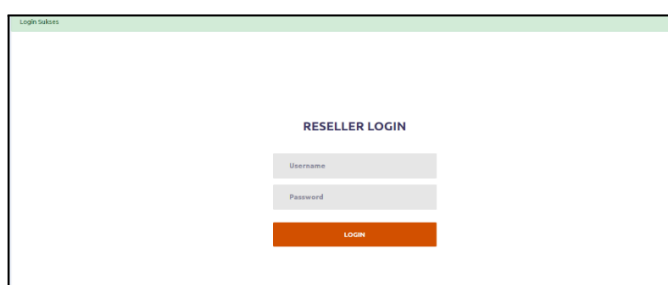 Login Sukses
RESELLER LOGIN
Username
Password
LOGIN